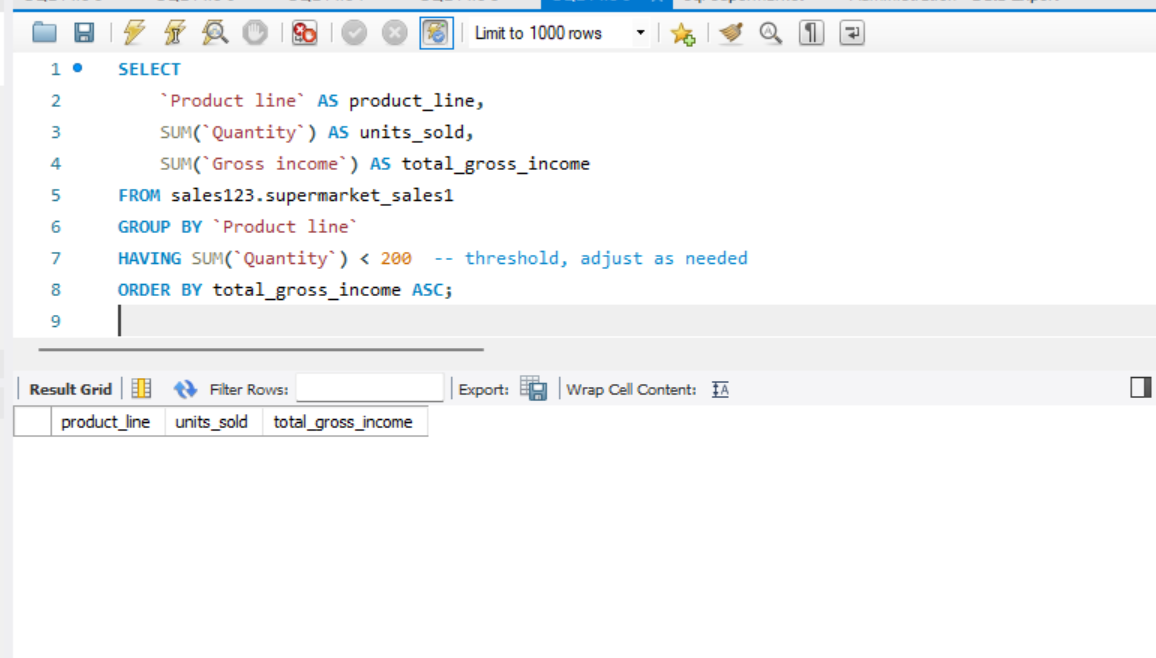 Limit to 1000 rows
1 SELECT
2 `Product line` AS product_line,
3 SUM(`Quantity`) AS units_sold,
4 SUM(`Gross income`) AS total_gross_income
5 FROM sales123.supermarket_sales1
6 GROUP BY `Product line`
7 HAVING SUM(`Quantity`) < 200 -- threshold, adjust as needed
8 ORDER BY total_gross_income ASC;
9
Result Grid Filter Rows: Export: Wrap Cell Content:
product_line units_sold total_gross_income